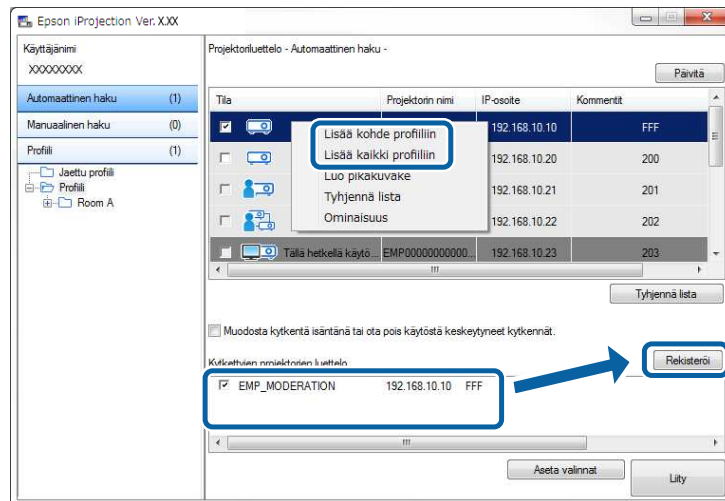 Epson iProjection Ver. X.XX
Käyttäjänimi
XXXXXXXX
Automaattinen haku (1)
Manuaalinen haku (0)
Profiili (1)
Jaettu profiili
Profiili
Room A
Projektoriluettelo - Automaattinen haku -
Päivitä
Tila Projektorin nimi IP-osoite Kommentit
192.168.10.10 FFF
Lisää kohde profiiliin
Lisää kaikki profiiliin
192.168.10.20 200
Luo pikakuvake
Tyhjennä lista
192.168.10.21 201
Ominaisuus
192.168.10.22 202
Tällä hetkellä käytö... EMP00000000000... 192.168.10.23 203
Tyhjennä lista
Muodosta kytkentä isäntänä tai ota pois käytöstä keskeytyneet kytkennät.
Kytkettyjen projektorien luettelo
Rekisteröi
EMP_MODERATION 192.168.10.10 FFF
Aseta valinnat
Liity